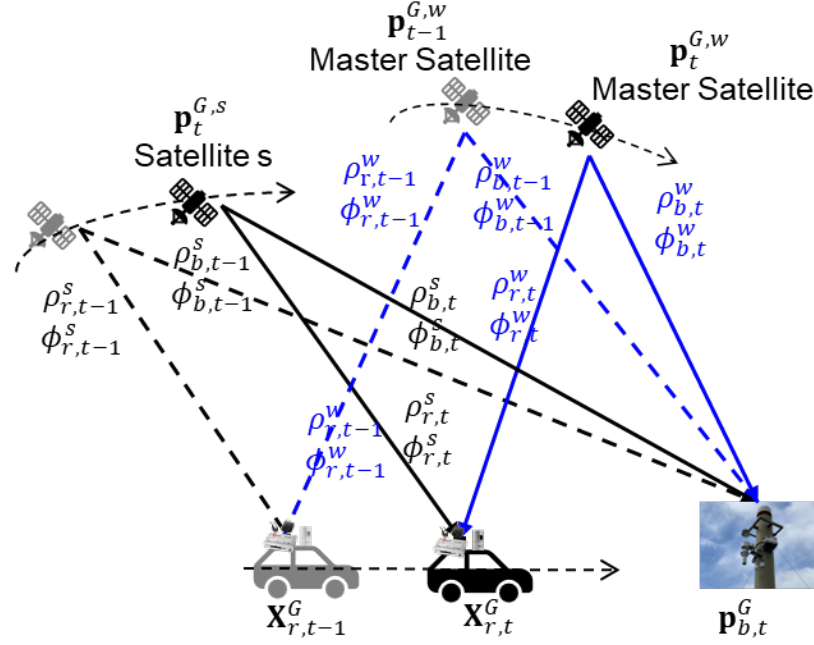 𝐩_{t−1}^{G,w}
Master Satellite
𝐩_t^{G,w}
Master Satellite
𝐩_t^{G,s}
Satellite s
ρ_{r,t−1}^w
ϕ_{r,t−1}^w
ρ_{b,t−1}^w
ϕ_{b,t−1}^w
ρ_{b,t}^w
ϕ_{b,t}^w
ρ_{b,t−1}^s
ϕ_{b,t−1}^s
ρ_{r,t−1}^s
ϕ_{r,t−1}^s
ρ_{b,t}^s
ϕ_{b,t}^s
ρ_{r,t}^w
ϕ_{r,t}^w
ρ_{r,t−1}^w
ϕ_{r,t−1}^w
ρ_{r,t}^s
ϕ_{r,t}^s
𝐗_{r,t−1}^G
𝐗_{r,t}^G
𝐩_{b,t}^G